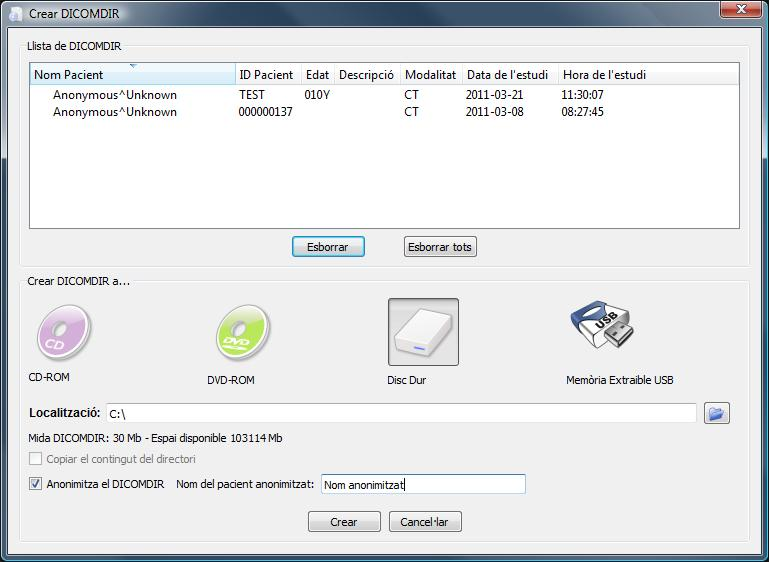 Crear DICOMDIR
Llista de DICOMDIR
Nom Pacient ID Pacient Edat Descripció Modalitat Data de l'estudi Hora de l'estudi
Anonymous^Unknown TEST 010Y CT 2011-03-21 11:30:07
Anonymous^Unknown 000000137 CT 2011-03-08 08:27:45
Esborrar Esborrar tots
Crear DICOMDIR a...
CD DVD USB
CD-ROM DVD-ROM Disc Dur Memòria Extraible USB
Localització: C:\
Mida DICOMDIR: 30 Mb - Espai disponible 103114 Mb
Copiar el contingut del directori
Anonimitza el DICOMDIR Nom del pacient anonimitzat: Nom anonimitzat
Crear Cancel·lar